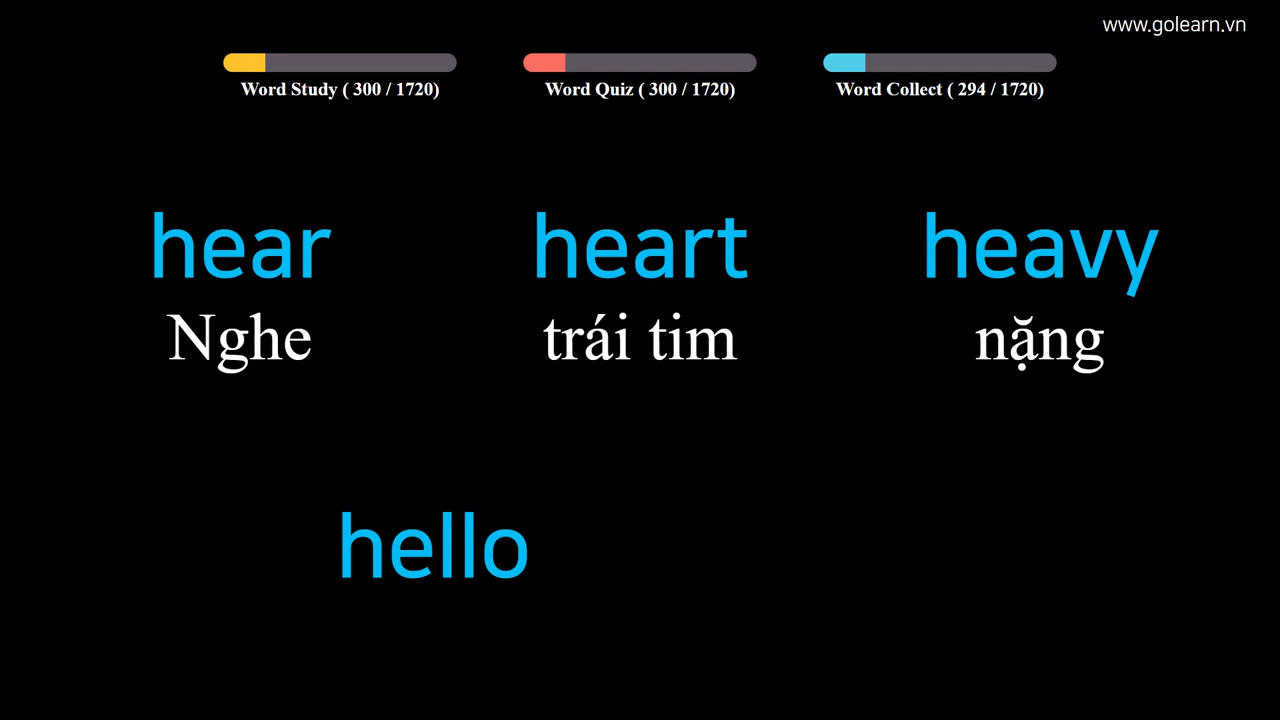 www.golearn.vn
Word Study ( 300 / 1720) Word Quiz ( 300 / 1720) Word Collect ( 294 / 1720)
hear heart heavy
Nghe trái tim nặng
hello